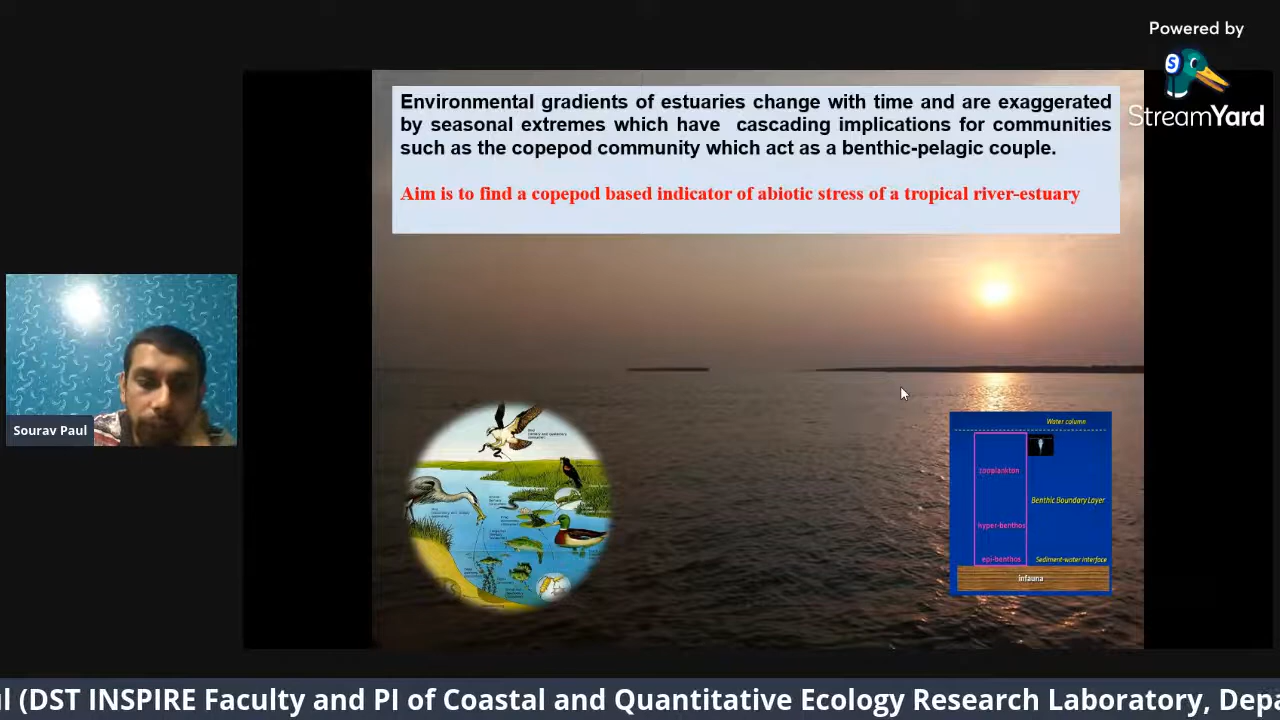 Powered by
StreamYard
Environmental gradients of estuaries change with time and are exaggerated
by seasonal extremes which have cascading implications for communities
such as the copepod community which act as a benthic-pelagic couple.
Aim is to find a copepod based indicator of abiotic stress of a tropical river-estuary
Sourav Paul
Water column
zooplankton
Benthic Boundary Layer
hyper-benthos
epi-benthos
Sediment-water interface
infauna
(DST INSPIRE Faculty and PI of Coastal and Quantitative Ecology Research Laboratory,